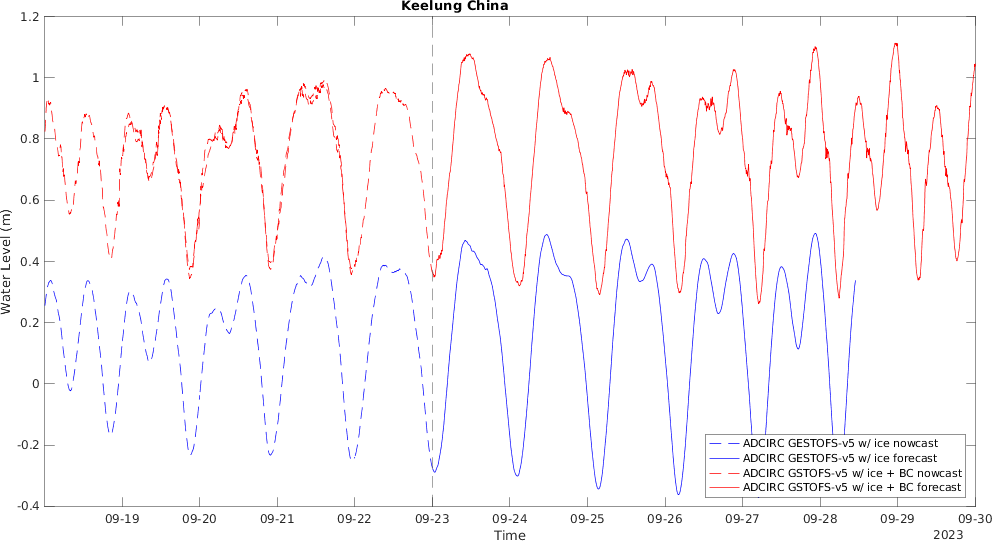 Keelung China
1.2
1
0.8
0.6
0.4
0.2
0
-0.2
-0.4
Water Level (m)
09-19 09-20 09-21 09-22 09-23 09-24 09-25 09-26 09-27 09-28 09-29 09-30
Time
2023
ADCIRC GESTOFS-v5 w/ ice nowcast
ADCIRC GESTOFS-v5 w/ ice forecast
ADCIRC GSTOFS-v5 w/ ice + BC nowcast
ADCIRC GSTOFS-v5 w/ ice + BC forecast